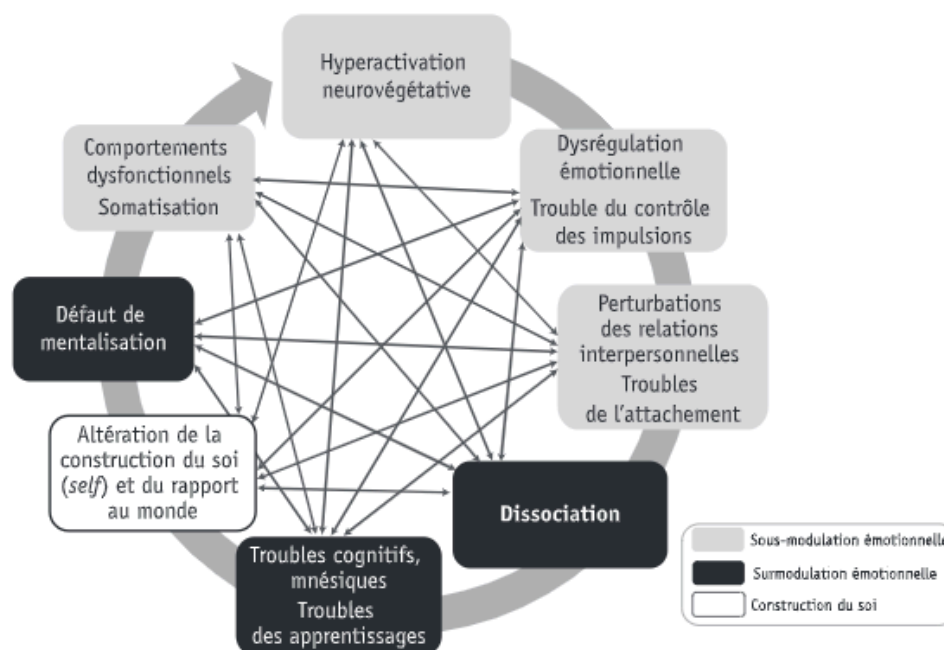 Hyperactivation
neurovégétative
Dysrégulation
émotionnelle
Trouble du contrôle
des impulsions
Perturbations
des relations
interpersonnelles
Troubles
de l'attachement
Dissociation
Troubles cognitifs,
mnésiques
Troubles
des apprentissages
Altération de la
construction du soi
(self) et du rapport
au monde
Défaut de
mentalisation
Comportements
dysfonctionnels
Somatisation
Sous-modulation émotionnelle
Surmodulation émotionnelle
Construction du soi